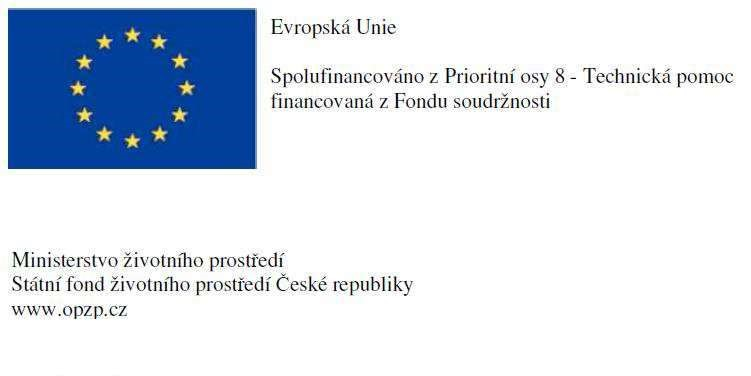 Evropská Unie
Spolufinancováno z Prioritní osy 8 - Technická pomoc
financovaná z Fondu soudržnosti
Ministerstvo životního prostředí
Státní fond životního prostředí České republiky
www.opzp.cz